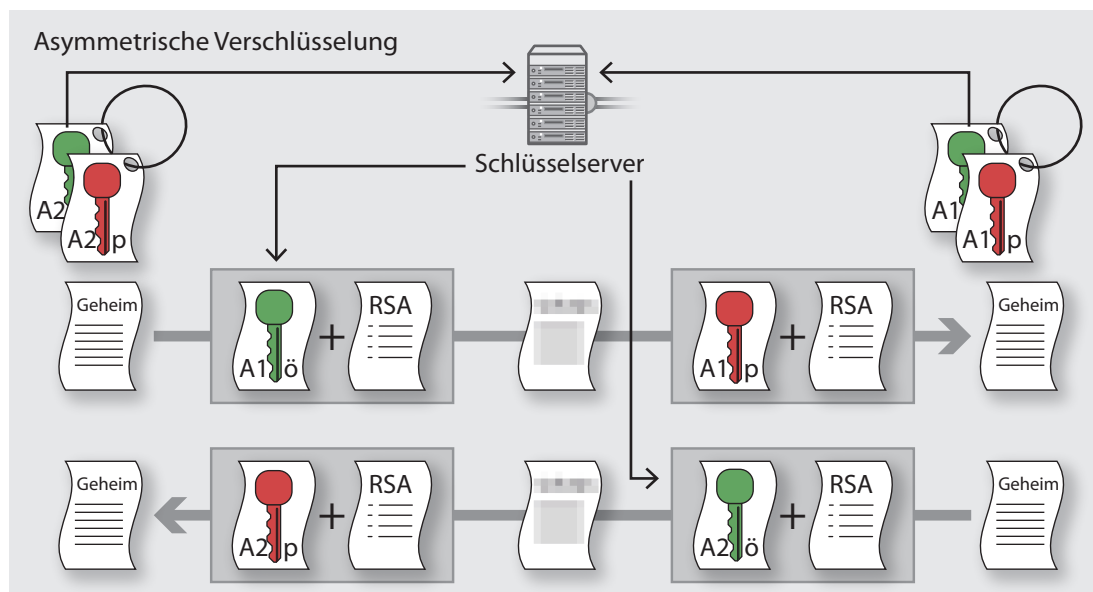 Asymmetrische Verschlüsselung
Schlüsselserver
A2
A2 p
A1
A1 p
Geheim
A1 ö
+
RSA
A1 p
+
RSA
Geheim
Geheim
A2 p
+
RSA
A2 ö
+
RSA
Geheim